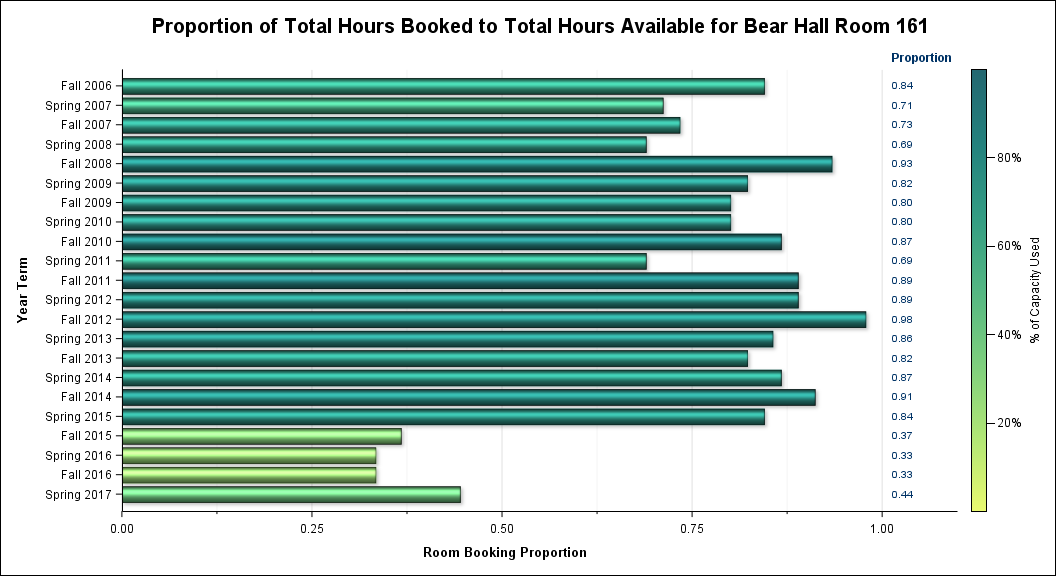 Proportion of Total Hours Booked to Total Hours Available for Bear Hall Room 161
Proportion
Fall 2006 0.84
Spring 2007 0.71
Fall 2007 0.73
Spring 2008 0.69
Fall 2008 0.93
Spring 2009 0.82
Fall 2009 0.80
Spring 2010 0.80
Fall 2010 0.87
Spring 2011 0.69
Fall 2011 0.89
Spring 2012 0.89
Fall 2012 0.98
Spring 2013 0.86
Fall 2013 0.82
Spring 2014 0.87
Fall 2014 0.91
Spring 2015 0.84
Fall 2015 0.37
Spring 2016 0.33
Fall 2016 0.33
Spring 2017 0.44
Year Term
0.00 0.25 0.50 0.75 1.00
Room Booking Proportion
80%
60%
40%
20%
% of Capacity Used